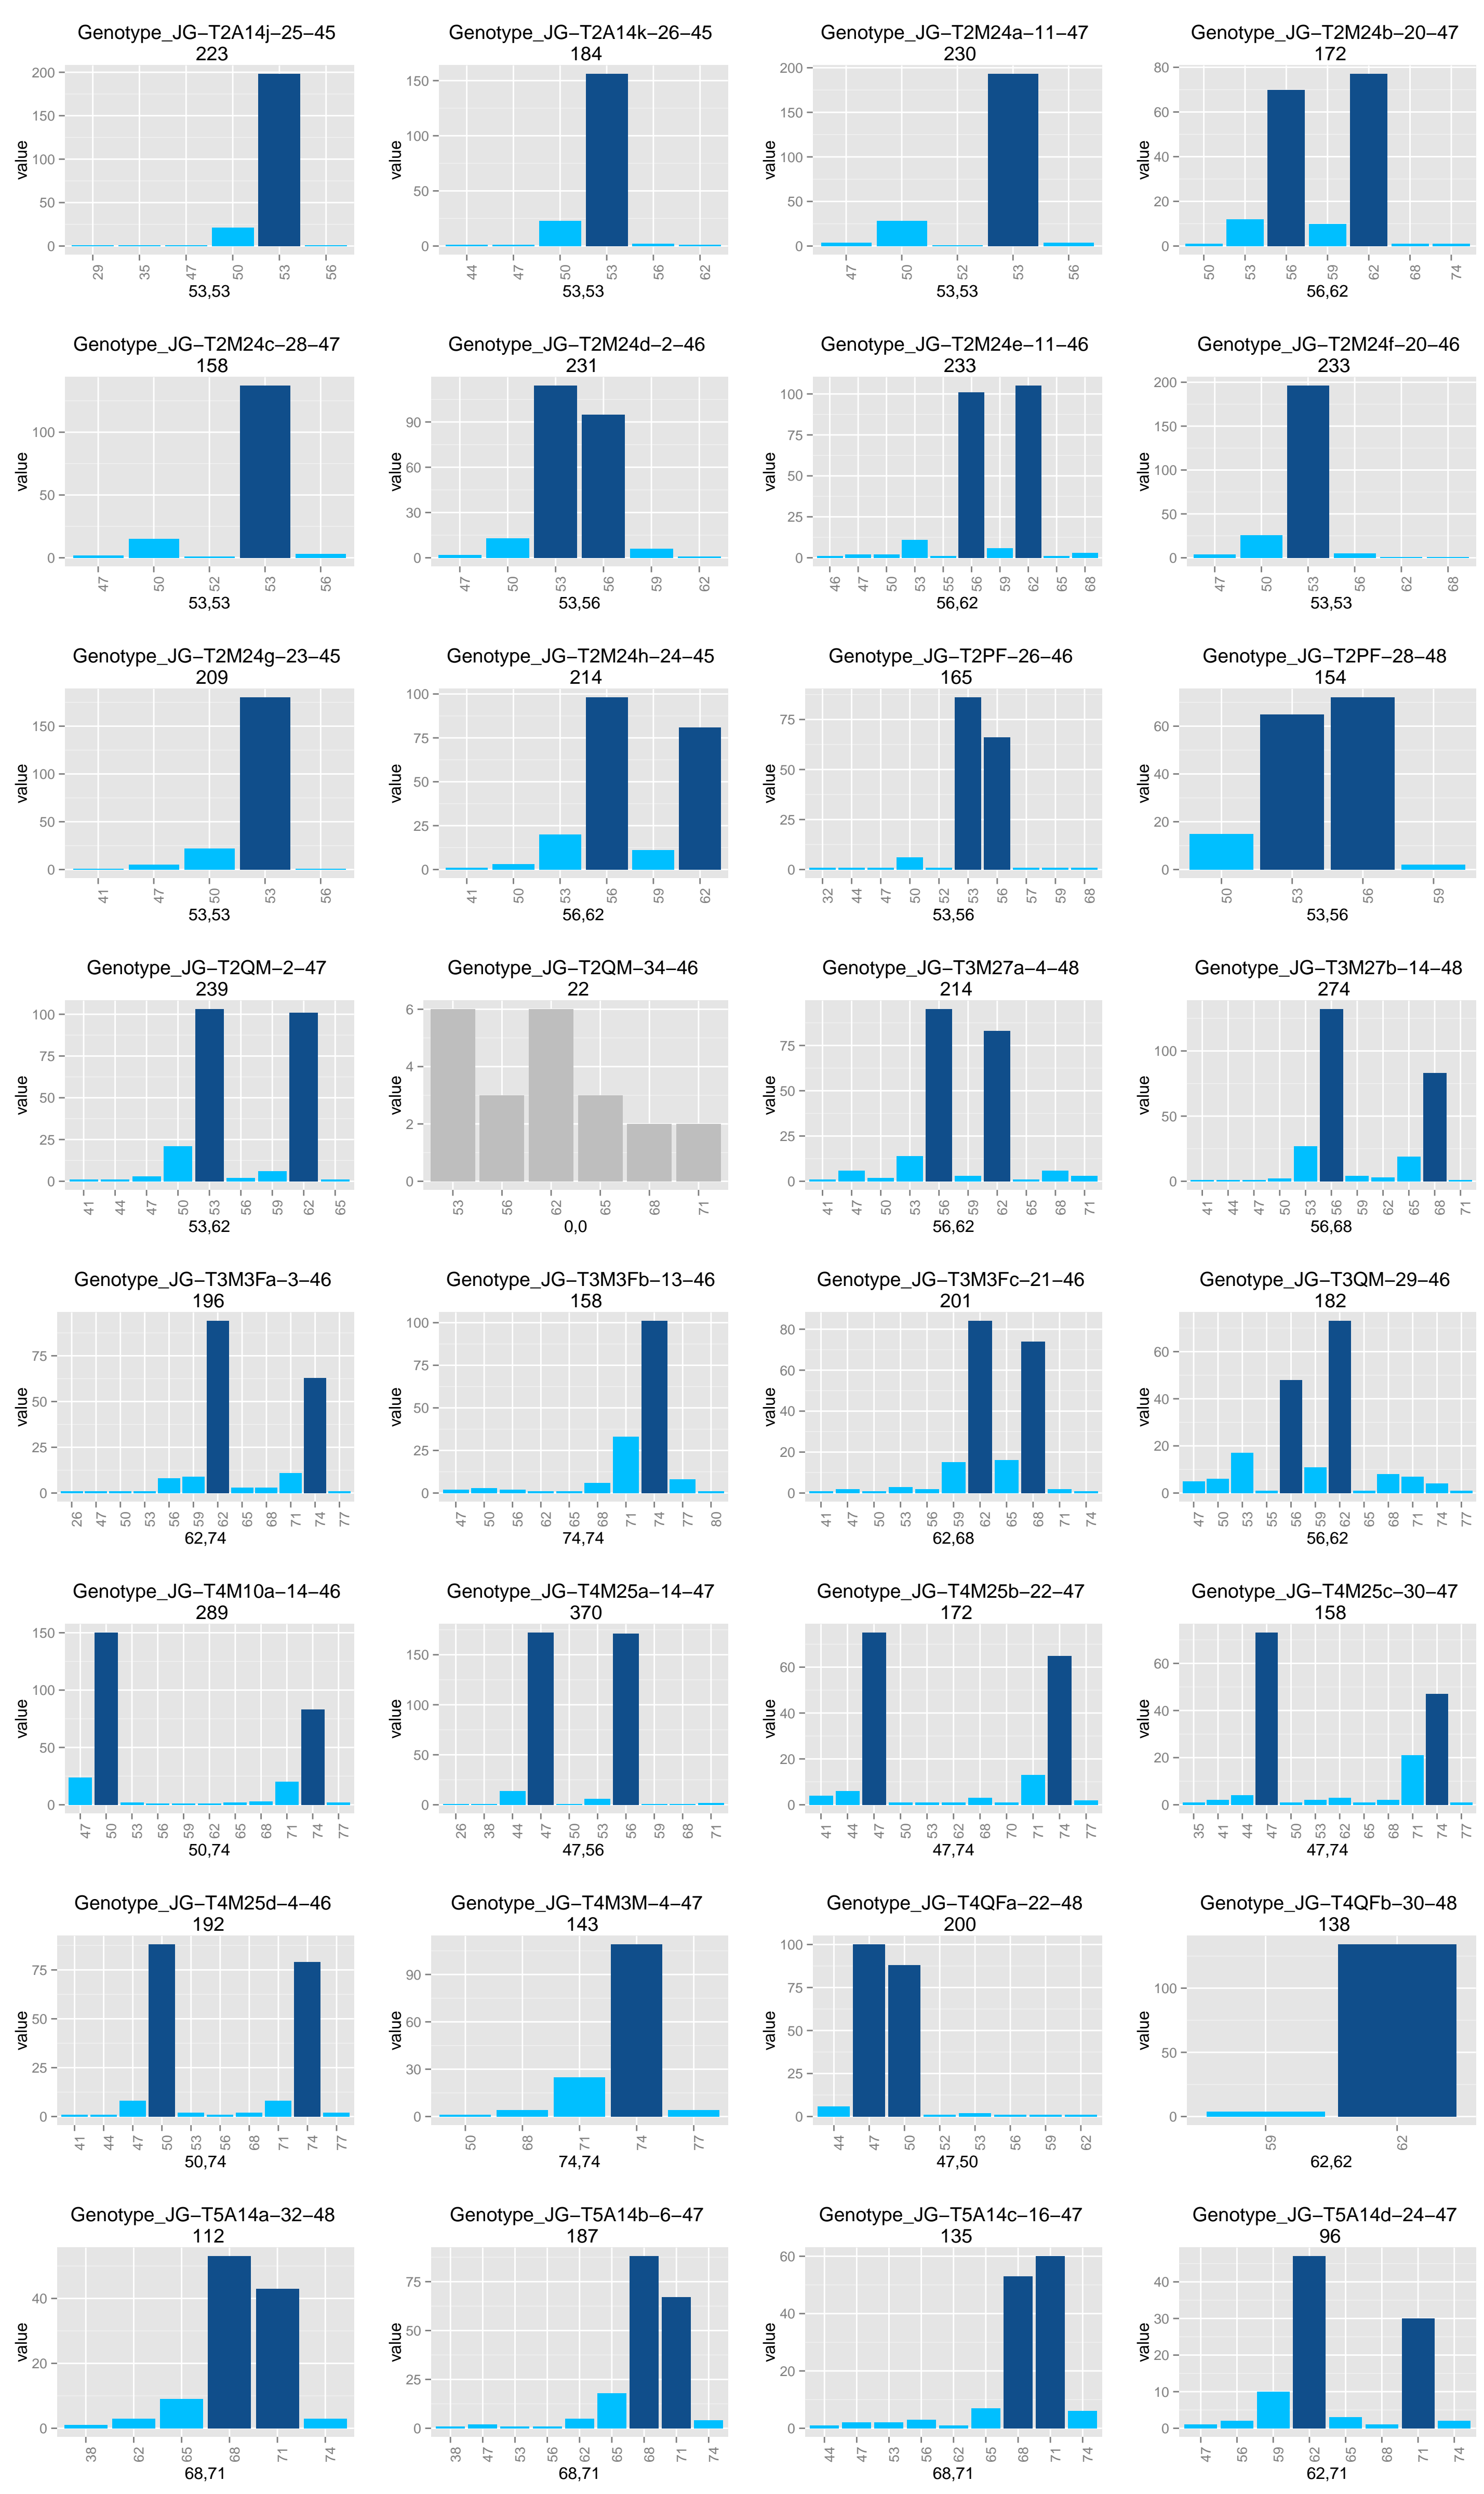 Genotype_JG-T2A14j-25-45
223
200
150
100
50
0
value
29 35 47 50 53 56
53,53
Genotype_JG-T2A14k-26-45
184
150
100
50
0
value
44 47 50 53 56 62
53,53
Genotype_JG-T2M24a-11-47
230
200
150
100
50
0
value
47 50 52 53 56
53,53
Genotype_JG-T2M24b-20-47
172
80
60
40
20
0
value
50 53 56 59 62 68 74
56,62
Genotype_JG-T2M24c-28-47
158
100
50
0
value
47 50 52 53 56
53,53
Genotype_JG-T2M24d-2-46
231
90
60
30
0
value
47 50 53 56 59 62
53,56
Genotype_JG-T2M24e-11-46
233
100
75
50
25
0
value
46 47 50 53 55 56 59 62 65 68
56,62
Genotype_JG-T2M24f-20-46
233
200
150
100
50
0
value
47 50 53 56 62 68
53,53
Genotype_JG-T2M24g-23-45
209
150
100
50
0
value
41 47 50 53 56
53,53
Genotype_JG-T2M24h-24-45
214
100
75
50
25
0
value
41 50 53 56 59 62
56,62
Genotype_JG-T2PF-26-46
165
75
50
25
0
value
32 44 47 50 52 53 56 57 59 68
53,56
Genotype_JG-T2PF-28-48
154
60
40
20
0
value
50 53 56 59
53,56
Genotype_JG-T2QM-2-47
239
100
75
50
25
0
value
41 44 47 50 53 56 59 62 65
53,62
Genotype_JG-T2QM-34-46
22
6
4
2
0
value
53 56 62 65 68 71
0,0
Genotype_JG-T3M27a-4-48
214
75
50
25
0
value
41 47 50 53 56 59 62 65 68 71
56,62
Genotype_JG-T3M27b-14-48
274
100
50
0
value
41 44 47 50 53 56 59 62 65 68 71
56,68
Genotype_JG-T3M3Fa-3-46
196
75
50
25
0
value
26 47 50 53 56 59 62 65 68 71 74 77
62,74
Genotype_JG-T3M3Fb-13-46
158
100
75
50
25
0
value
47 50 56 62 65 68 71 74 77 80
74,74
Genotype_JG-T3M3Fc-21-46
201
80
60
40
20
0
value
41 47 50 53 56 59 62 65 68 71 74
62,68
Genotype_JG-T3QM-29-46
182
60
40
20
0
value
47 50 53 55 56 59 62 65 68 71 74 77
56,62
Genotype_JG-T4M10a-14-46
289
150
100
50
0
value
47 50 53 56 59 62 65 68 71 74 77
50,74
Genotype_JG-T4M25a-14-47
370
150
100
50
0
value
26 38 44 47 50 53 56 59 68 71
47,56
Genotype_JG-T4M25b-22-47
172
60
40
20
0
value
41 44 47 50 53 62 68 70 71 74 77
47,74
Genotype_JG-T4M25c-30-47
158
60
40
20
0
value
35 41 44 47 50 53 62 65 68 71 74 77
47,74
Genotype_JG-T4M25d-4-46
192
75
50
25
0
value
41 44 47 50 53 56 68 71 74 77
50,74
Genotype_JG-T4M3M-4-47
143
90
60
30
0
value
50 68 71 74 77
74,74
Genotype_JG-T4QFa-22-48
200
100
75
50
25
0
value
44 47 50 52 53 56 59 62
47,50
Genotype_JG-T4QFb-30-48
138
100
50
0
value
59 62
62,62
Genotype_JG-T5A14a-32-48
112
40
20
0
value
38 62 65 68 71 74
68,71
Genotype_JG-T5A14b-6-47
187
75
50
25
0
value
38 47 53 56 62 65 68 71 74
68,71
Genotype_JG-T5A14c-16-47
135
60
40
20
0
value
44 47 53 56 62 65 68 71 74
68,71
Genotype_JG-T5A14d-24-47
96
40
30
20
10
0
value
47 56 59 62 65 68 71 74
62,71